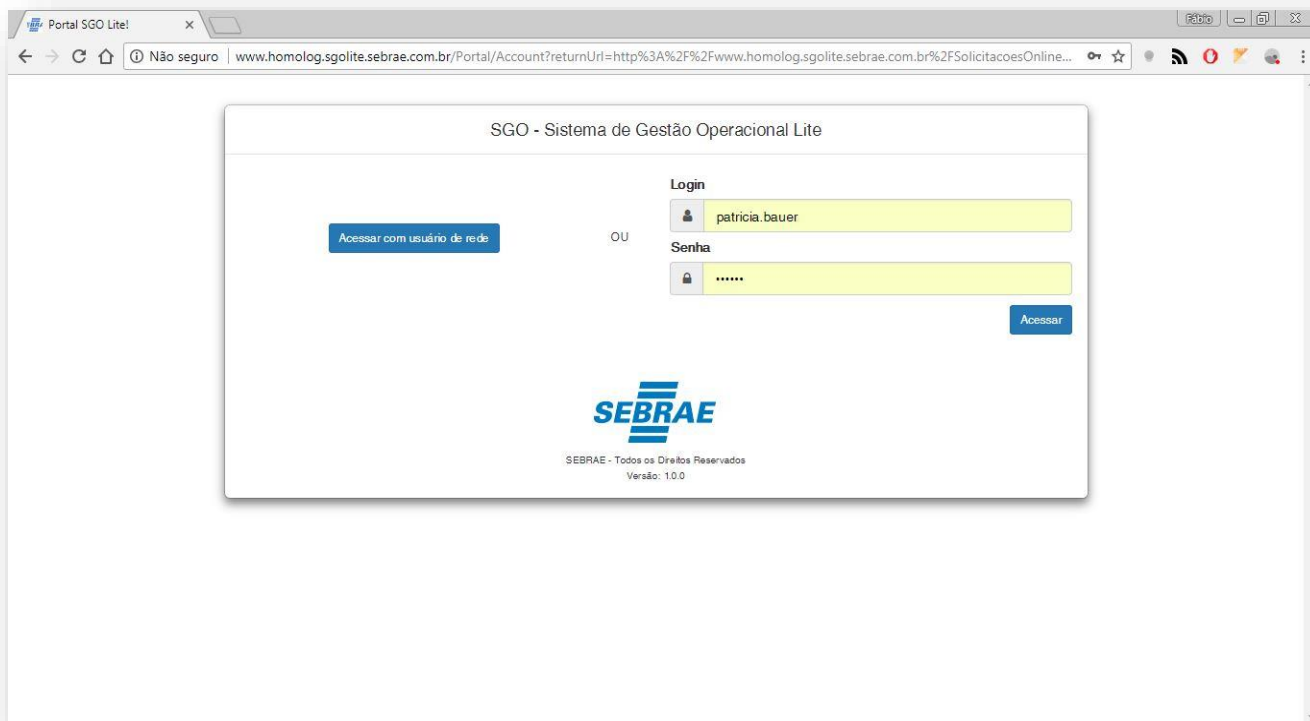 Portal SGO Lite!
Fábio
Não seguro | www.homolog.sgolite.sebrae.com.br/Portal/Account?returnUrl=http%3A%2F%2Fwww.homolog.sgolite.sebrae.com.br%2FSolicitacoesOnline...
SGO - Sistema de Gestão Operacional Lite
Login
patricia.bauer
Acessar com usuário de rede
OU
Senha
••••••
Acessar
SEBRAE
SEBRAE - Todos os Direitos Reservados
Versão: 1.0.0